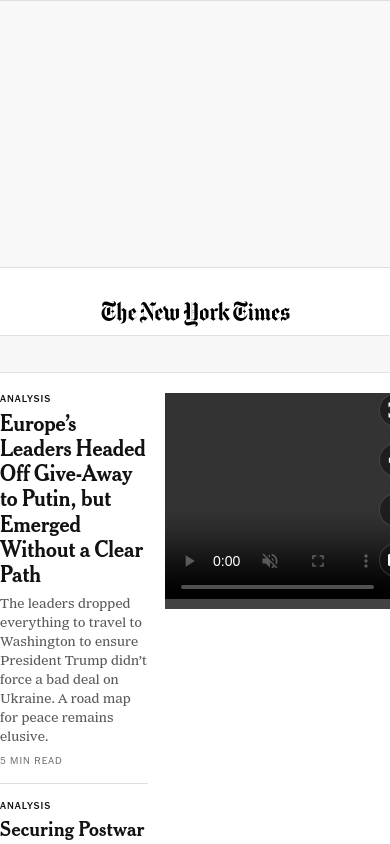 The New York Times
ANALYSIS
Europe’s
Leaders Headed
Off Give-Away
to Putin, but
Emerged
Without a Clear
Path
The leaders dropped
everything to travel to
Washington to ensure
President Trump didn’t
force a bad deal on
Ukraine. A road map
for peace remains
elusive.
5 MIN READ
0:00
ANALYSIS
Securing Postwar